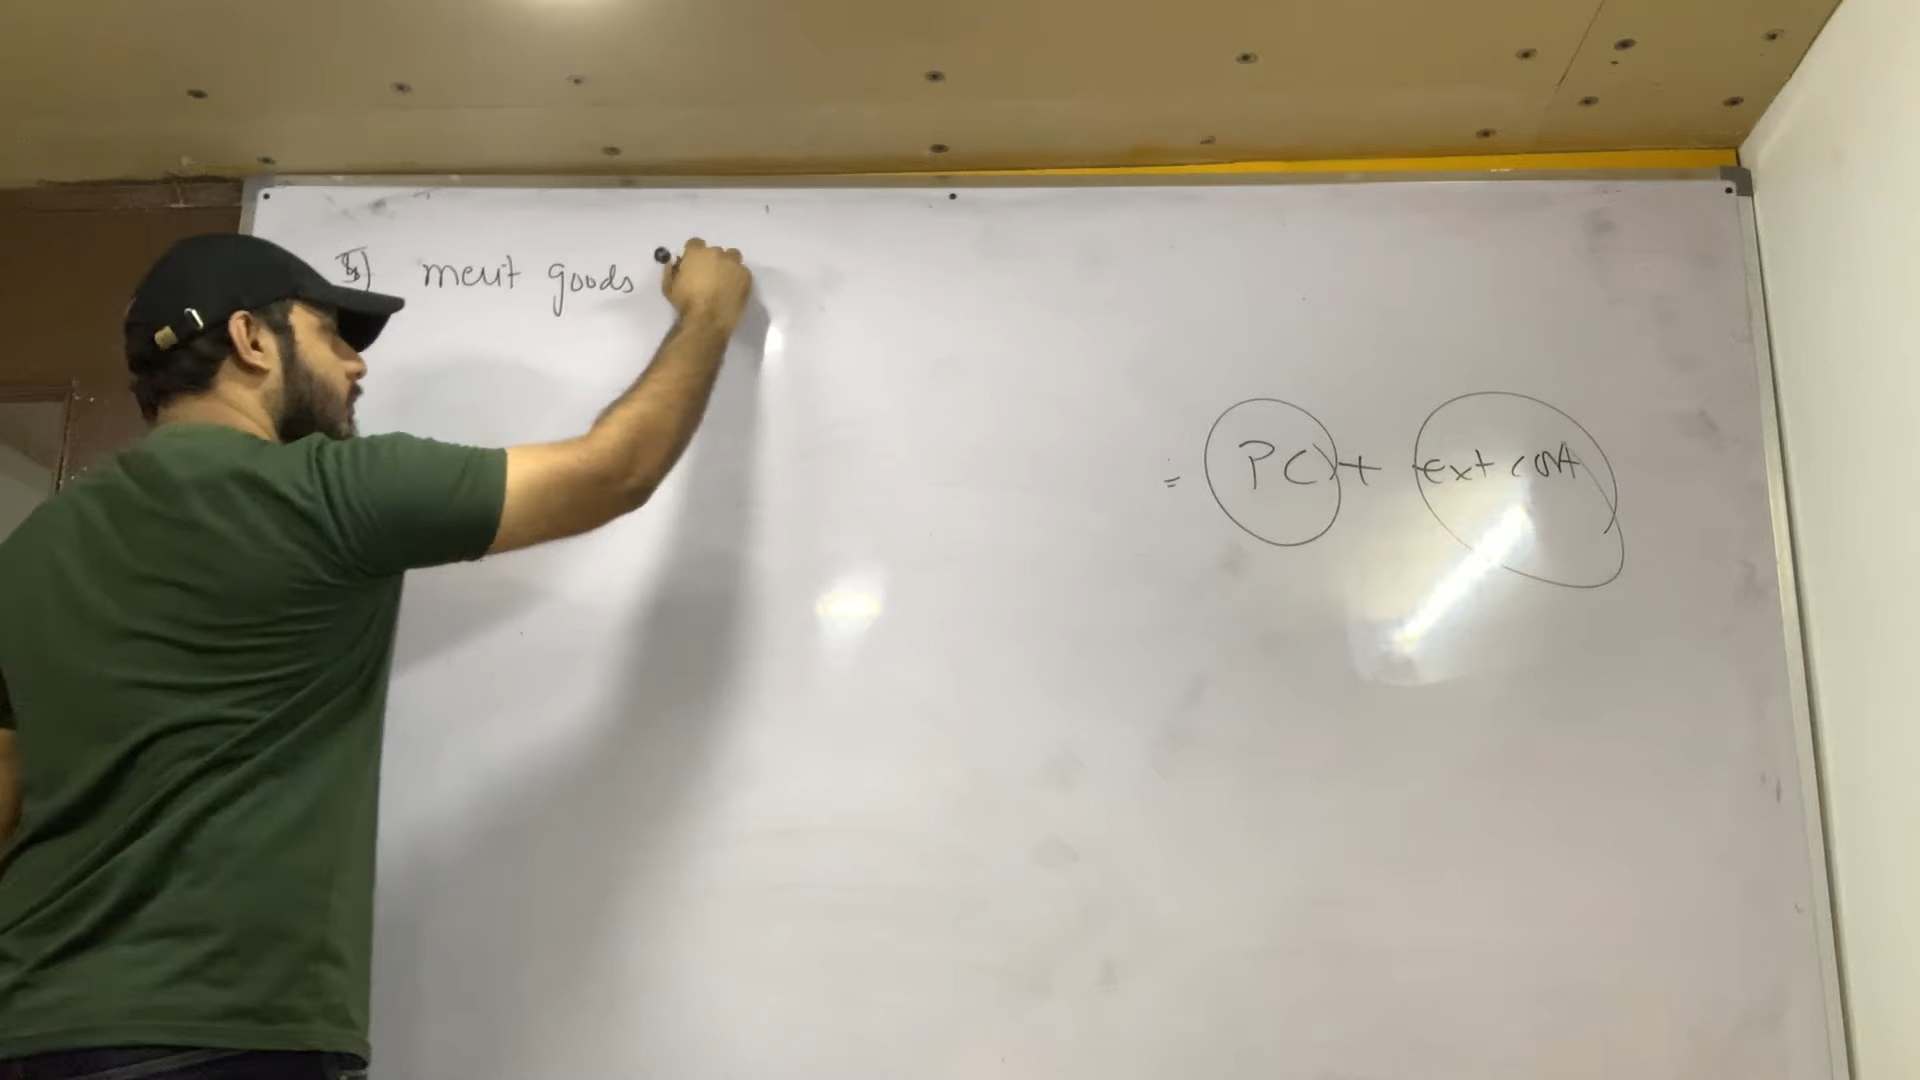 merit goods
= PC + ext cost